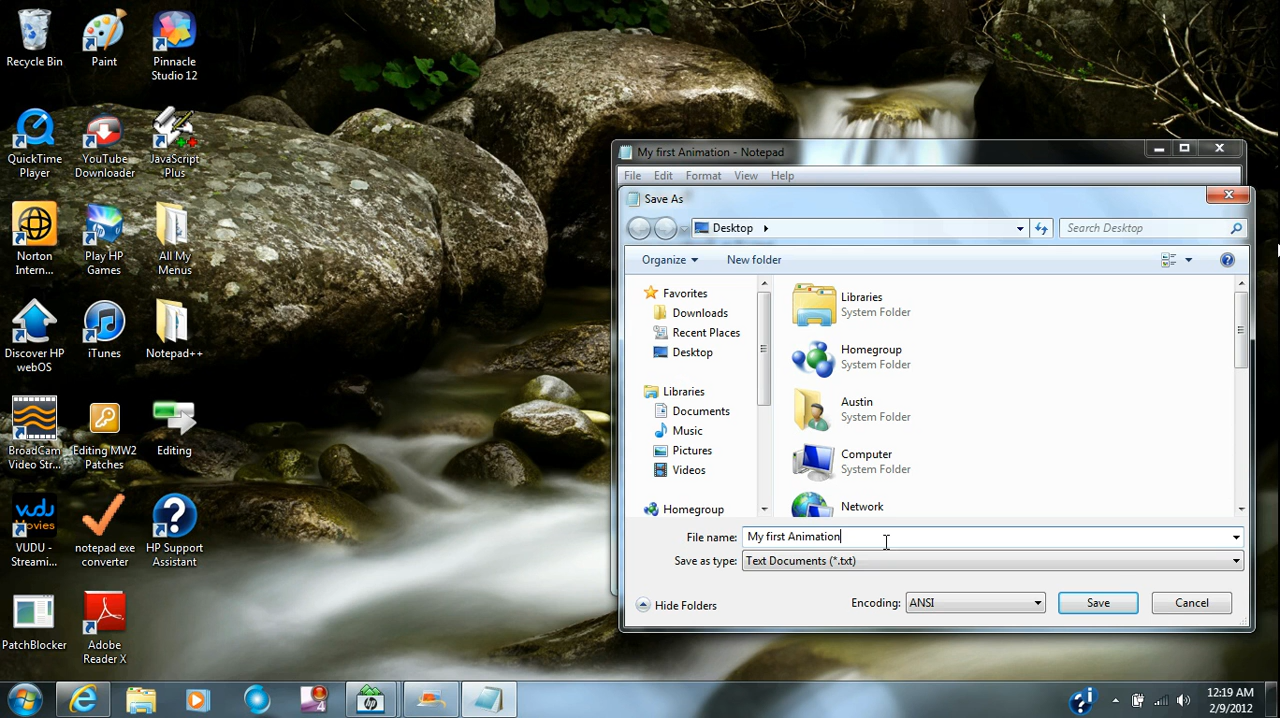 Recycle Bin
Paint
Pinnacle
Studio 12
QuickTime
Player
YouTube
Downloader
JavaScript
Plus
Norton
Intern...
Play HP
Games
All My
Menus
Discover HP
webOS
iTunes
Notepad++
BroadCam
Video Str...
Editing MW2
Patches
Editing
vudu
Movies
VUDU -
Streami...
notepad exe
converter
HP Support
Assistant
PatchBlocker
Adobe
Reader X
My first Animation - Notepad
File Edit Format View Help
Save As
Desktop
Search Desktop
Organize
New folder
Favorites
Downloads
Recent Places
Desktop
Libraries
Documents
Music
Pictures
Videos
Homegroup
Libraries
System Folder
Homegroup
System Folder
Austin
System Folder
Computer
System Folder
Network
File name: My first Animation
Save as type: Text Documents (*.txt)
Hide Folders
Encoding: ANSI
Save
Cancel
4
hp
12:19 AM
2/9/2012